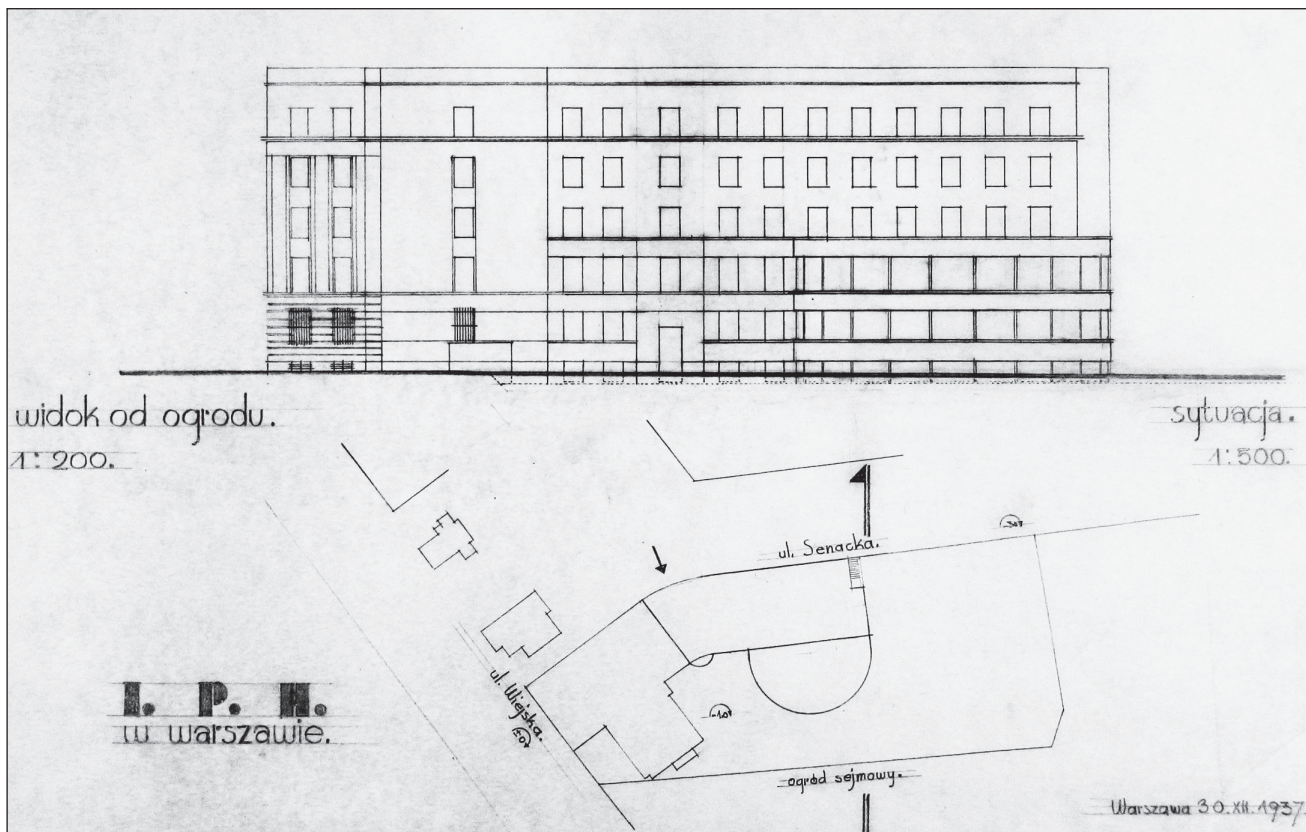 widok od ogrodu.
1:200.
sytuacja.
1:500.
ul. Senacka.
ul. Wiejska.
I. P. H.
w warszawie.
ogród sejmowy.
Warszawa 30.XII.1937.